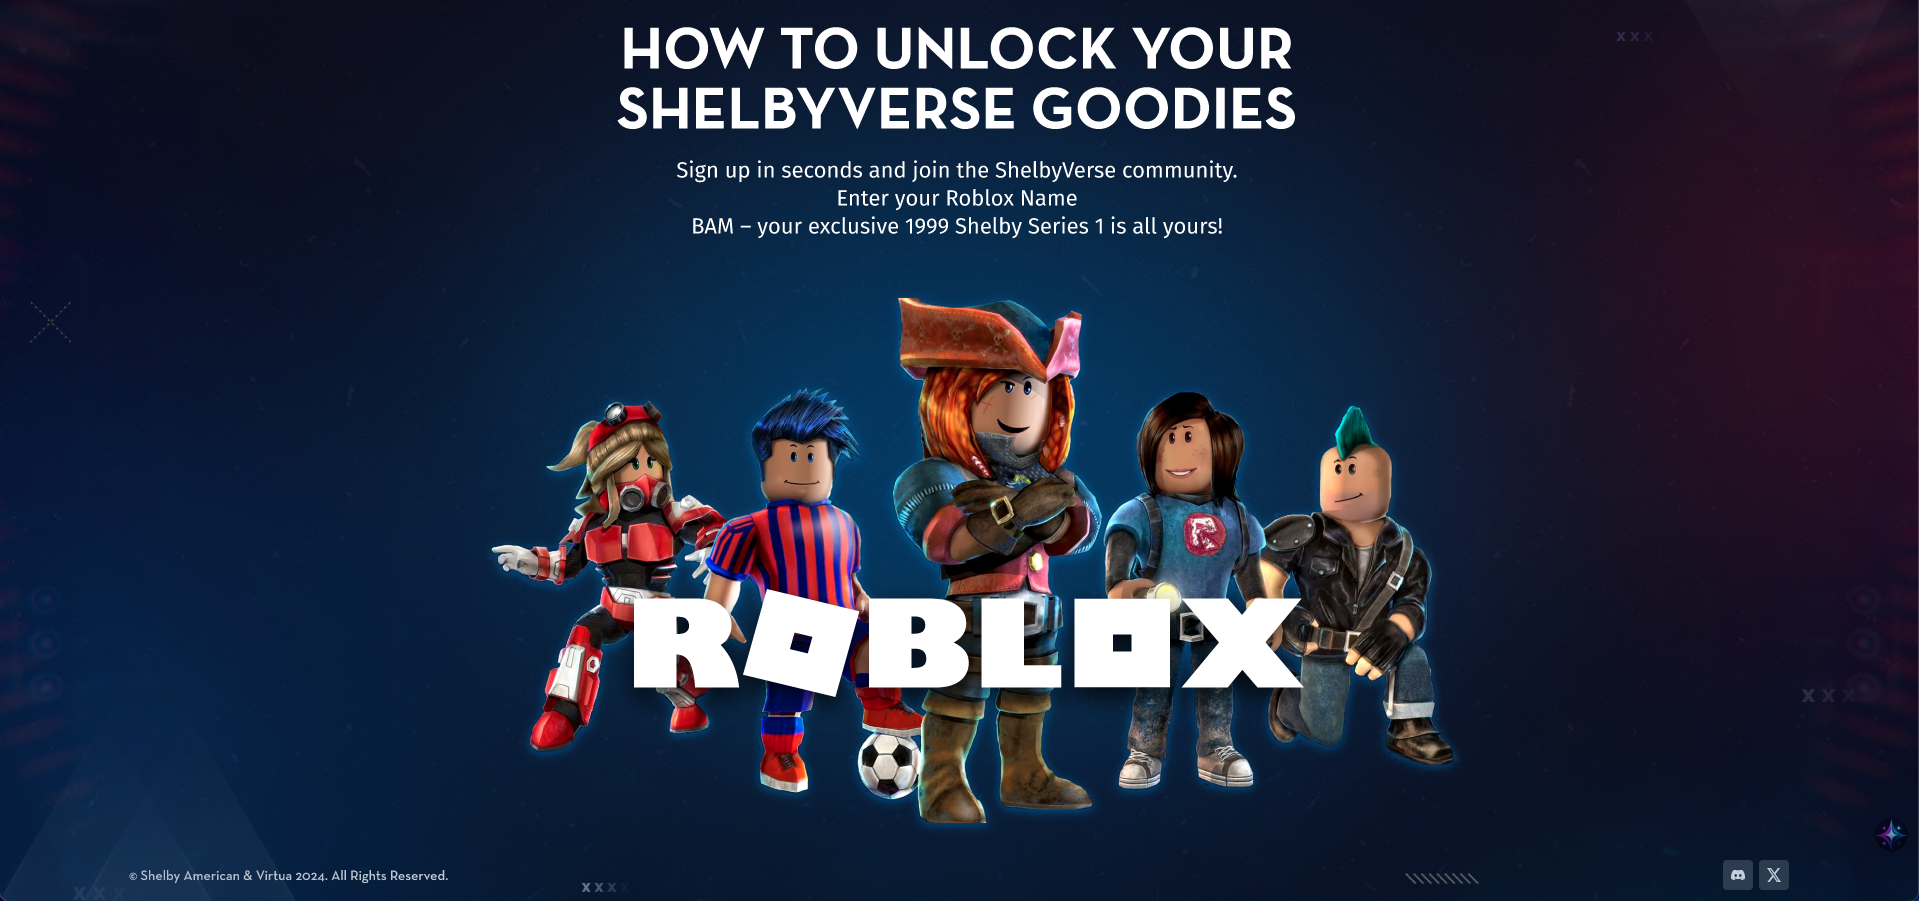 HOW TO UNLOCK YOUR
SHELBYVERSE GOODIES
Sign up in seconds and join the ShelbyVerse community.
Enter your Roblox Name
BAM – your exclusive 1999 Shelby Series 1 is all yours!
ROBLOX
© Shelby American & Virtua 2024. All Rights Reserved.